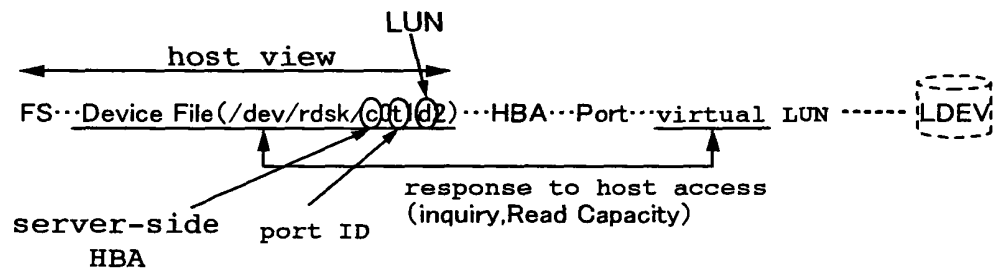 LUN
host view
FS…Device File(/dev/rdsk/c0t1d2)…HBA…Port…virtual LUN ------ LDEV
response to host access
(inquiry,Read Capacity)
server-side
HBA
port ID